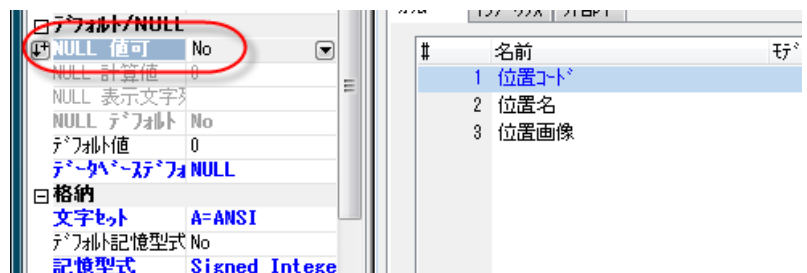 デフォルト/NULL
NULL 値可 No
NULL 計算値 0
NULL 表示文字列
NULL デフォルト No
デフォルト値 0
データベースデフォ NULL
格納
文字セット A=ANSI
デフォルト記憶型式 No
記憶型式 Signed Intege
# 名前 モデ
1 位置コード
2 位置名
3 位置画像